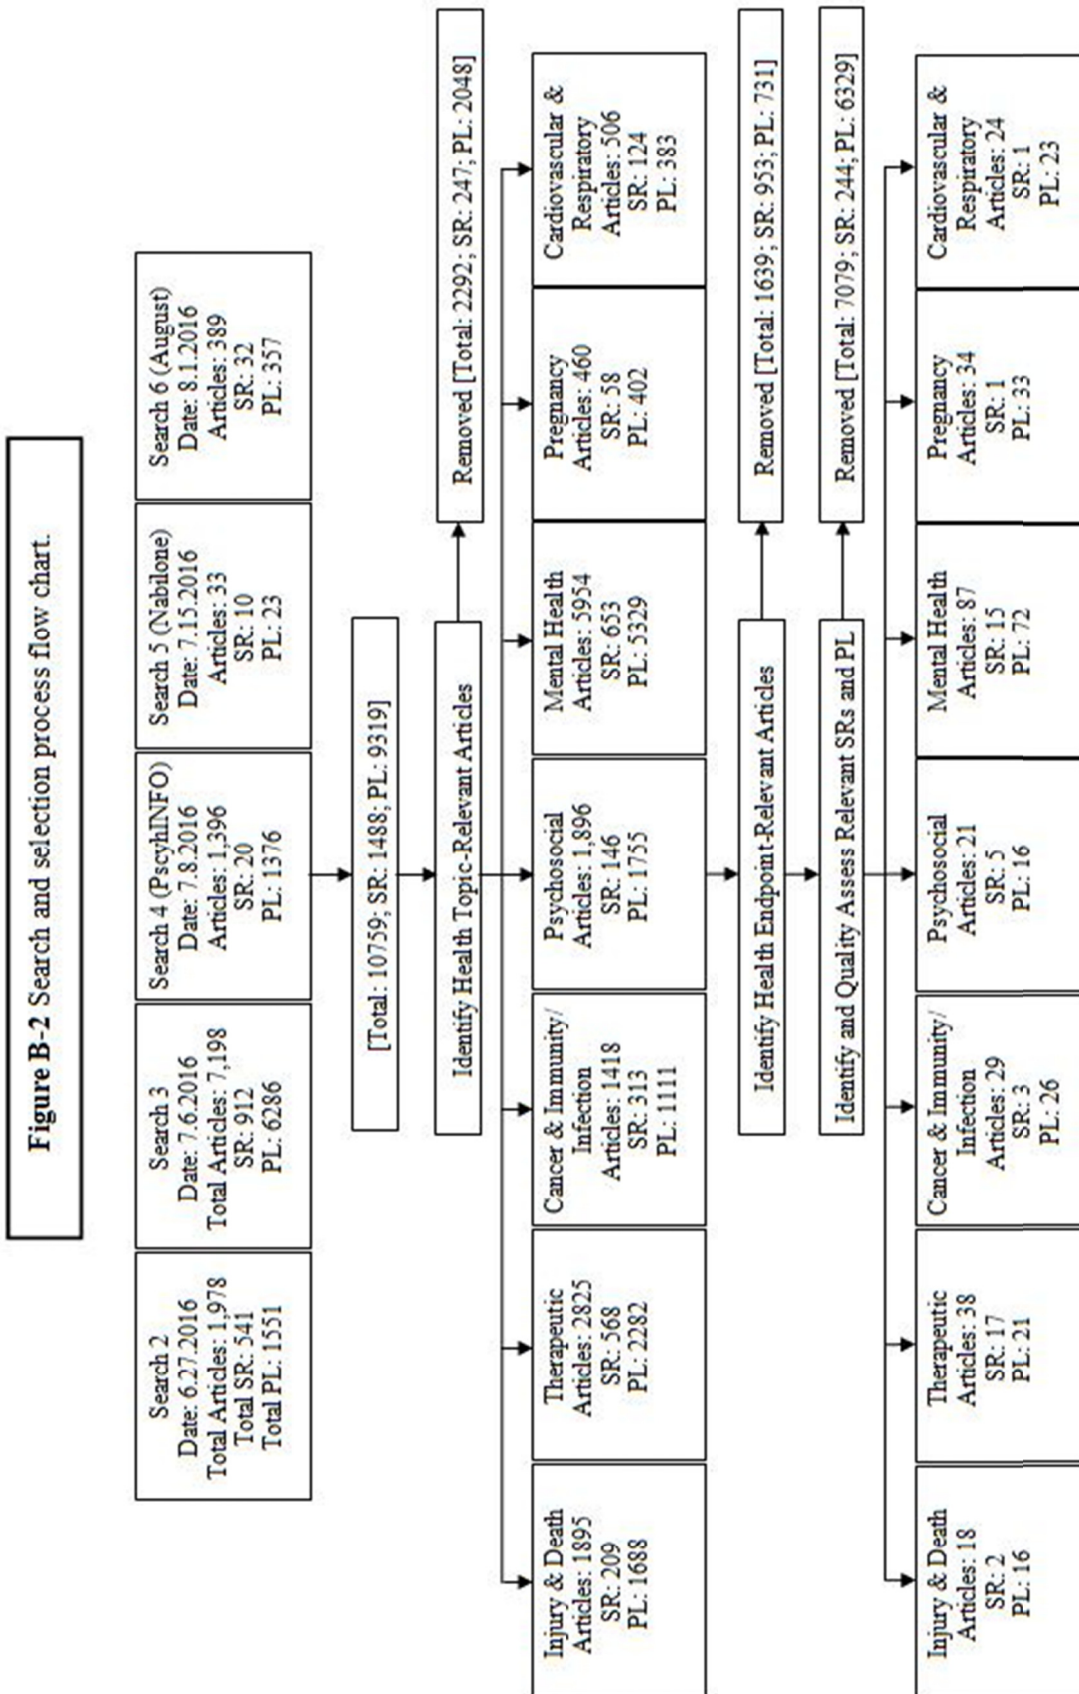 Figure B-2 Search and selection process flow chart.
Search 2
Date: 6.27.2016
Total Articles: 1,978
Total SR: 541
Total PL: 1551
Search 3
Date: 7.6.2016
Total Articles: 7,198
SR: 912
PL: 6286
Search 4 (PscyhINFO)
Date: 7.8.2016
Articles: 1,396
SR: 20
PL: 1376
Search 5 (Nabilone)
Date: 7.15.2016
Articles: 33
SR: 10
PL: 23
Search 6 (August)
Date: 8.1.2016
Articles: 389
SR: 32
PL: 357
[Total: 10759; SR: 1488; PL: 9319]
Identify Health Topic-Relevant Articles
Removed [Total: 2292; SR: 247; PL: 2048]
Injury & Death
Articles: 1895
SR: 209
PL: 1688
Therapeutic
Articles: 2825
SR: 568
PL: 2282
Cancer & Immunity/
Infection
Articles: 1418
SR: 313
PL: 1111
Psychosocial
Articles: 1,896
SR: 146
PL: 1755
Mental Health
Articles: 5954
SR: 653
PL: 5329
Pregnancy
Articles: 460
SR: 58
PL: 402
Cardiovascular &
Respiratory
Articles: 506
SR: 124
PL: 383
Identify Health Endpoint-Relevant Articles
Removed [Total: 1639; SR: 953; PL: 731]
Identify and Quality Assess Relevant SRs and PL
Removed [Total: 7079; SR: 244; PL: 6329]
Injury & Death
Articles: 18
SR: 2
PL: 16
Therapeutic
Articles: 38
SR: 17
PL: 21
Cancer & Immunity/
Infection
Articles: 29
SR: 3
PL: 26
Psychosocial
Articles: 21
SR: 5
PL: 16
Mental Health
Articles: 87
SR: 15
PL: 72
Pregnancy
Articles: 34
SR: 1
PL: 33
Cardiovascular &
Respiratory
Articles: 24
SR: 1
PL: 23